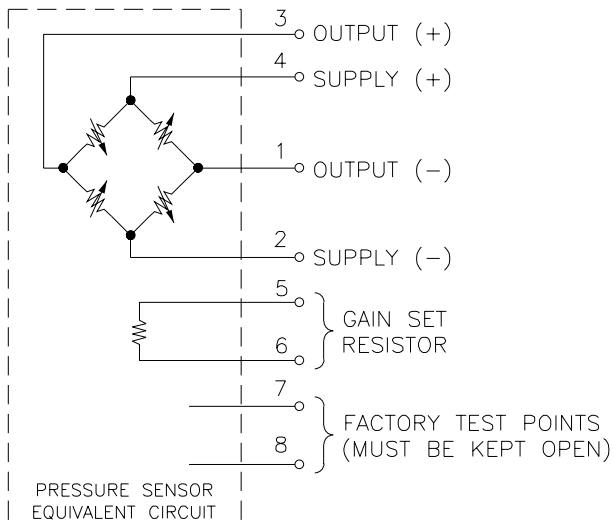 3
OUTPUT (+)
4
SUPPLY (+)
1
OUTPUT (-)
2
SUPPLY (-)
5
GAIN SET
RESISTOR
6
7
FACTORY TEST POINTS
(MUST BE KEPT OPEN)
8
PRESSURE SENSOR
EQUIVALENT CIRCUIT